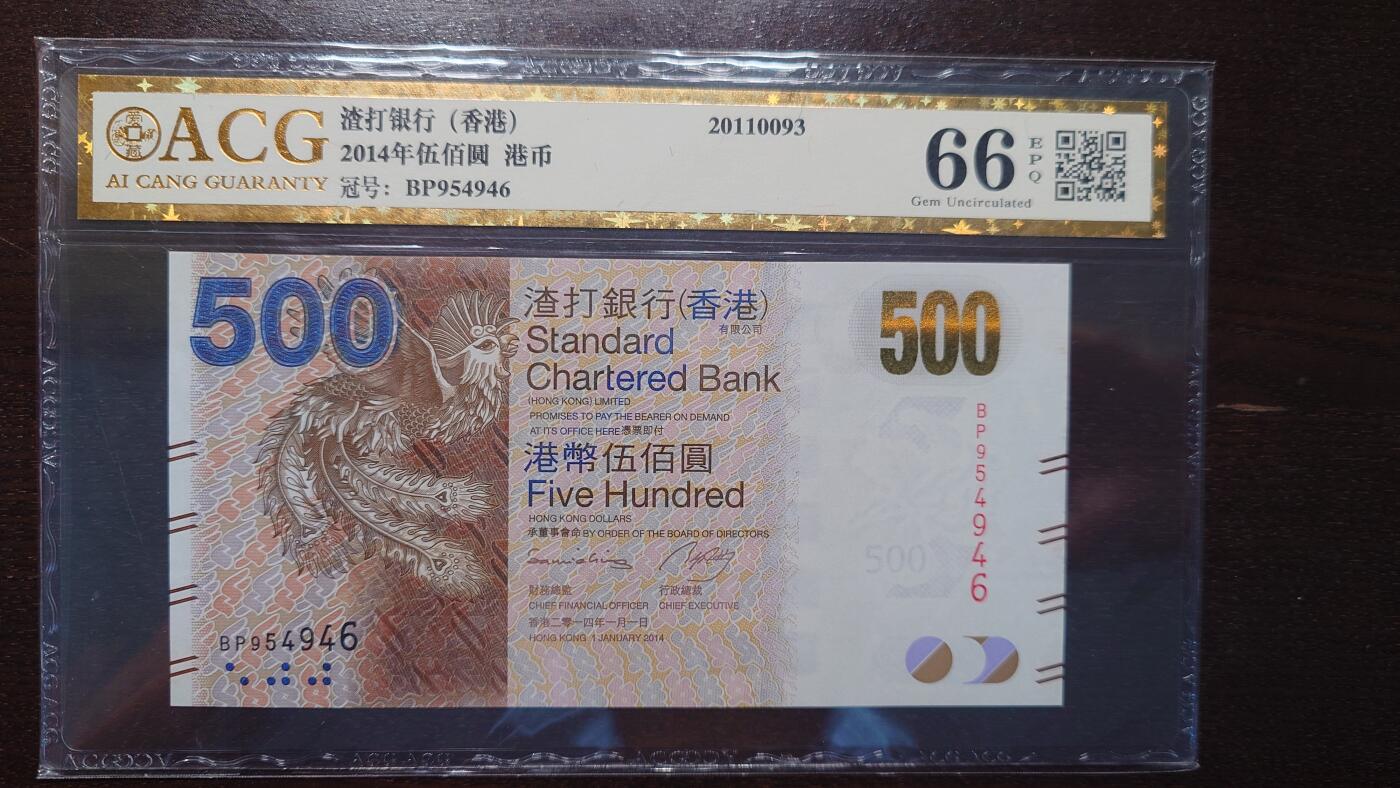 ACG
AI CANG GUARANTY
渣打银行（香港）
2014年伍佰圆 港币
冠号： BP954946
20110093
66
EPQ
Gem Uncirculated
500
渣打銀行(香港)
有限公司
Standard
Chartered Bank
(HONG KONG) LIMITED
PROMISES TO PAY THE BEARER ON DEMAND
AT ITS OFFICE HERE 憑票即付
港幣伍佰圓
Five Hundred
HONG KONG DOLLARS
承董事會命 BY ORDER OF THE BOARD OF DIRECTORS
財務總監 行政總裁
CHIEF FINANCIAL OFFICER CHIEF EXECUTIVE
香港二零一四年一月一日
HONG KONG 1 JANUARY 2014
BP954946
500
BP954946
500